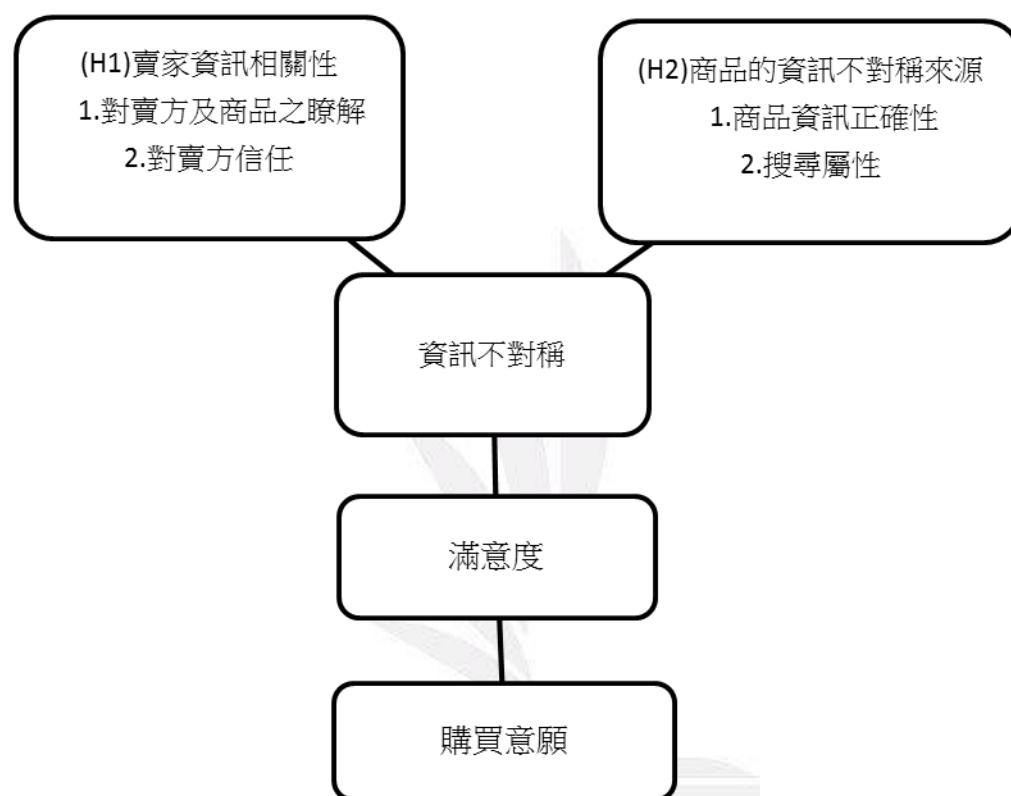 (H1)賣家資訊相關性
1.對賣方及商品之瞭解
2.對賣方信任
(H2)商品的資訊不對稱來源
1.商品資訊正確性
2.搜尋屬性
資訊不對稱
滿意度
購買意願